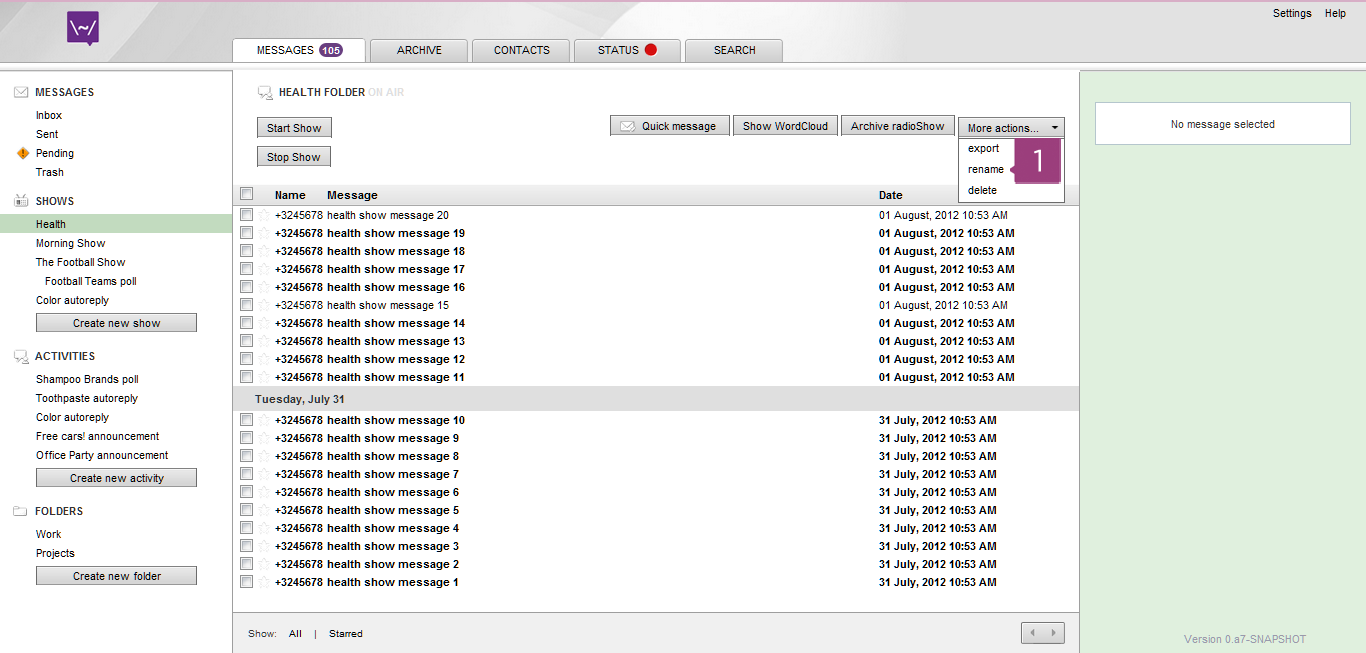 Settings Help
\~/
MESSAGES 105 ARCHIVE CONTACTS STATUS SEARCH
MESSAGES
Inbox
Sent
Pending
Trash
SHOWS
Health
Morning Show
The Football Show
Football Teams poll
Color autoreply
Create new show
ACTIVITIES
Shampoo Brands poll
Toothpaste autoreply
Color autoreply
Free cars! announcement
Office Party announcement
Create new activity
FOLDERS
Work
Projects
Create new folder
HEALTH FOLDER ON AIR
Start Show
Stop Show
Quick message Show WordCloud Archive radioShow More actions...
export
rename
delete
1
Name Message Date
+3245678 health show message 20 01 August, 2012 10:53 AM
+3245678 health show message 19 01 August, 2012 10:53 AM
+3245678 health show message 18 01 August, 2012 10:53 AM
+3245678 health show message 17 01 August, 2012 10:53 AM
+3245678 health show message 16 01 August, 2012 10:53 AM
+3245678 health show message 15 01 August, 2012 10:53 AM
+3245678 health show message 14 01 August, 2012 10:53 AM
+3245678 health show message 13 01 August, 2012 10:53 AM
+3245678 health show message 12 01 August, 2012 10:53 AM
+3245678 health show message 11 01 August, 2012 10:53 AM
Tuesday, July 31
+3245678 health show message 10 31 July, 2012 10:53 AM
+3245678 health show message 9 31 July, 2012 10:53 AM
+3245678 health show message 8 31 July, 2012 10:53 AM
+3245678 health show message 7 31 July, 2012 10:53 AM
+3245678 health show message 6 31 July, 2012 10:53 AM
+3245678 health show message 5 31 July, 2012 10:53 AM
+3245678 health show message 4 31 July, 2012 10:53 AM
+3245678 health show message 3 31 July, 2012 10:53 AM
+3245678 health show message 2 31 July, 2012 10:53 AM
+3245678 health show message 1 31 July, 2012 10:53 AM
Show: All | Starred
No message selected
Version 0.a7-SNAPSHOT